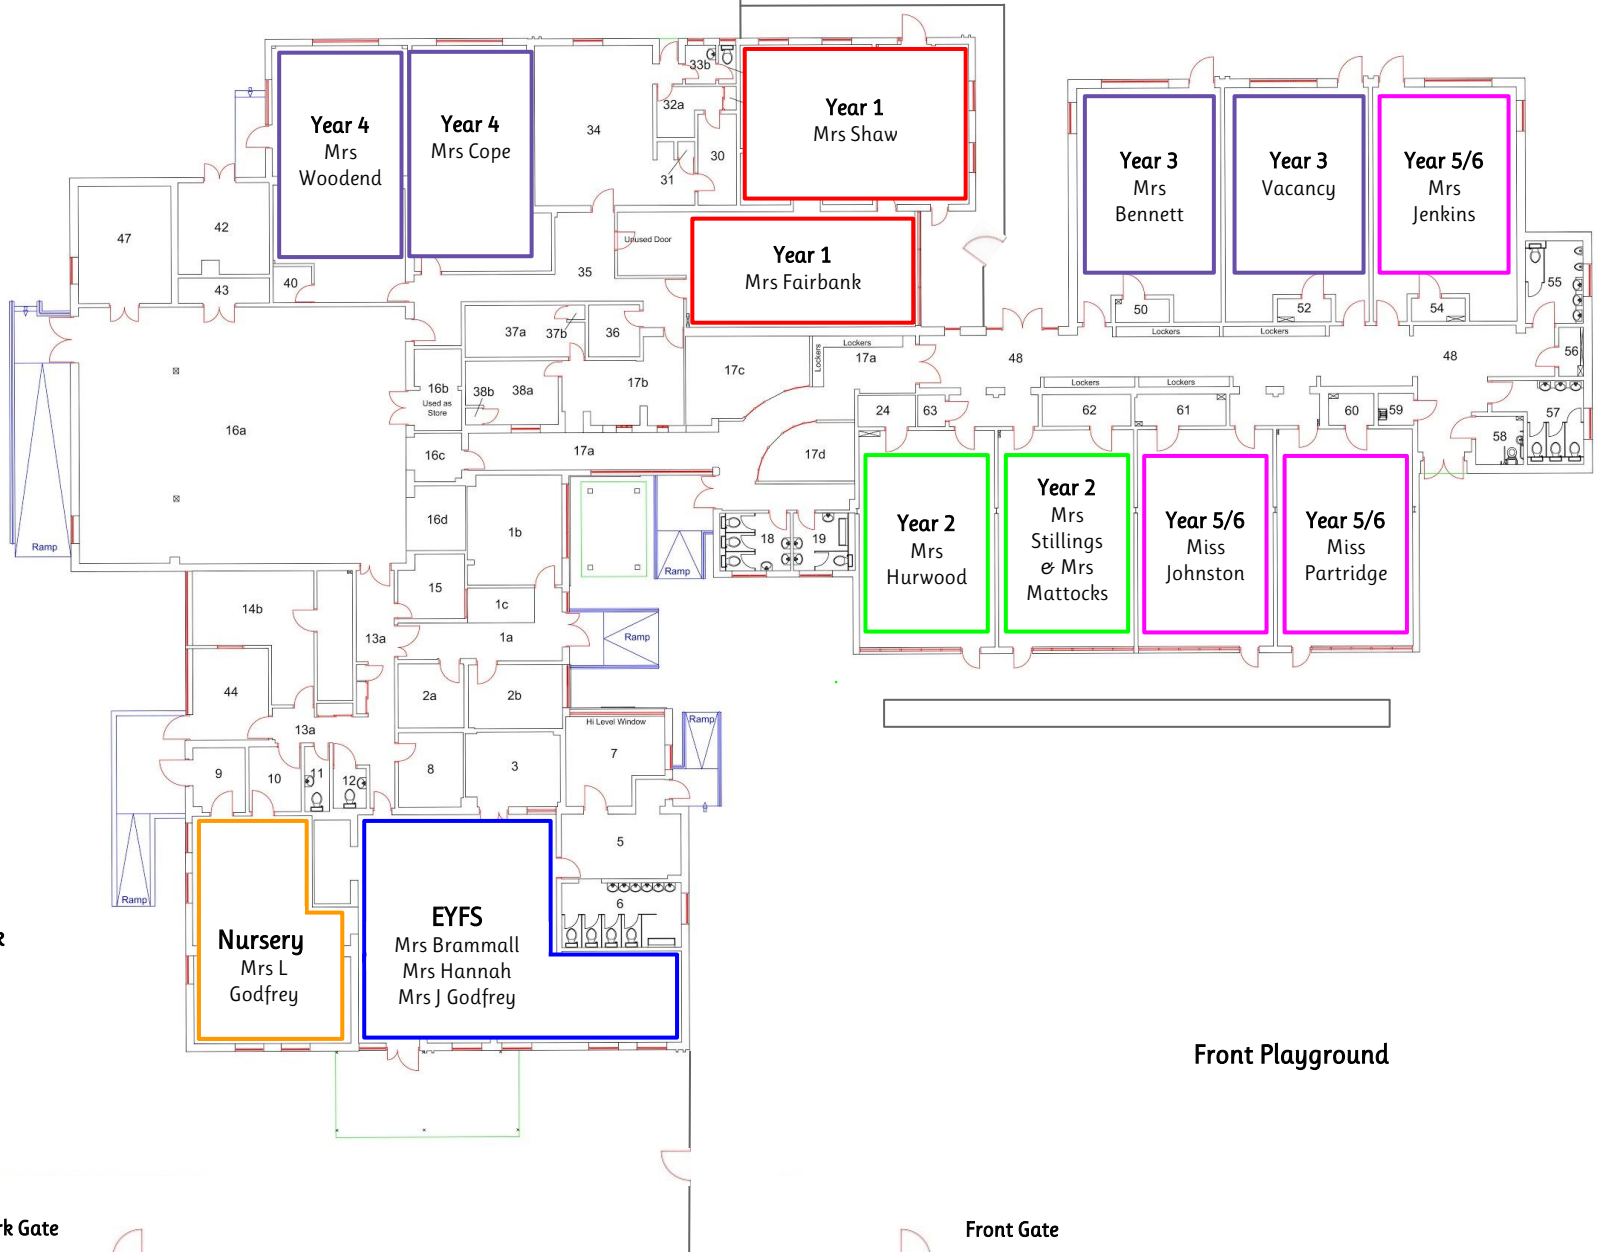 Year 4
Mrs
Woodend
Year 4
Mrs Cope
34
33b
32a
30
31
Year 1
Mrs Shaw
Year 3
Mrs
Bennett
Year 3
Vacancy
Year 5/6
Mrs
Jenkins
47
42
43
40
35
Unused Door
Year 1
Mrs Fairbank
50
52
54
55
56
37a
37b
36
17c
Lockers
Lockers
17a
48
Lockers
Lockers
48
16b
Used as
Store
38b
38a
17b
Lockers
Lockers
24
63
62
61
60
59
57
58
16a
16c
17a
17d
Ramp
16d
1b
Ramp
18
19
Year 2
Mrs
Hurwood
Year 2
Mrs
Stillings
& Mrs
Mattocks
Year 5/6
Miss
Johnston
Year 5/6
Miss
Partridge
14b
15
1c
13a
1a
Ramp
44
2a
2b
Hi Level Window
Ramp
13a
7
9
10
11
12
8
3
5
6
Ramp
Nursery
Mrs L
Godfrey
EYFS
Mrs Brammall
Mrs Hannah
Mrs J Godfrey
Front Playground
k
rk Gate
Front Gate